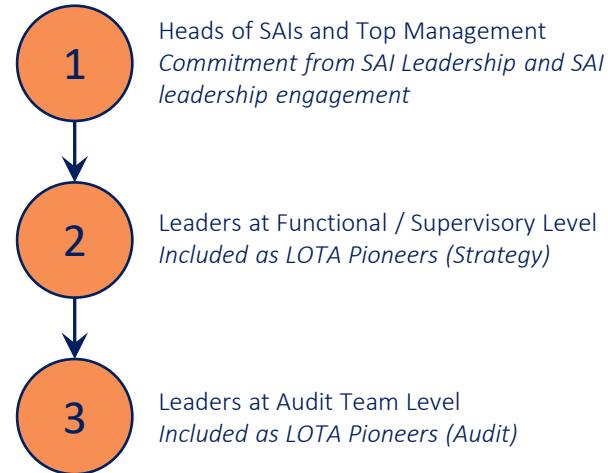 1
Heads of SAIs and Top Management
Commitment from SAI Leadership and SAI
leadership engagement
2
Leaders at Functional / Supervisory Level
Included as LOTA Pioneers (Strategy)
3
Leaders at Audit Team Level
Included as LOTA Pioneers (Audit)